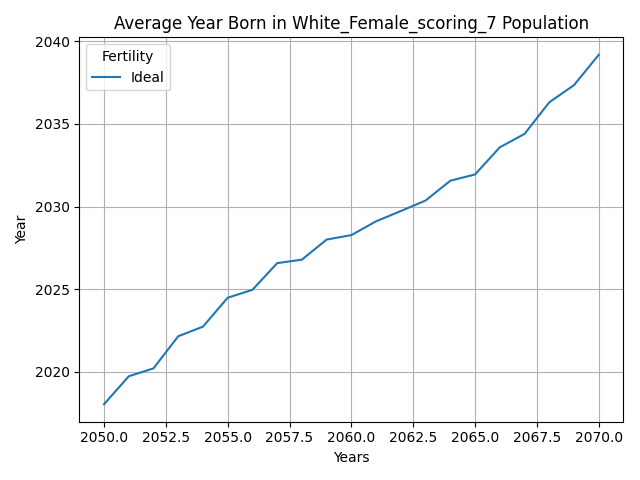 Average Year Born in White_Female_scoring_7 Population
2040
Fertility
Ideal
2035
2030
Year
2025
2020
2050.0 2052.5 2055.0 2057.5 2060.0 2062.5 2065.0 2067.5 2070.0
Years